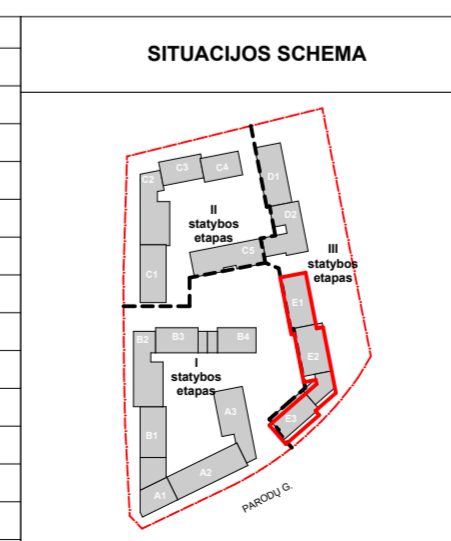 SITUACIJOS SCHEMA
C2
C3
C4
D1
D2
II
statybos
etapas
C5
C1
III
statybos
etapas
E1
B2
B3
B4
E2
I
statybos
etapas
A3
E3
B1
A2
A1
PARODŲ G.